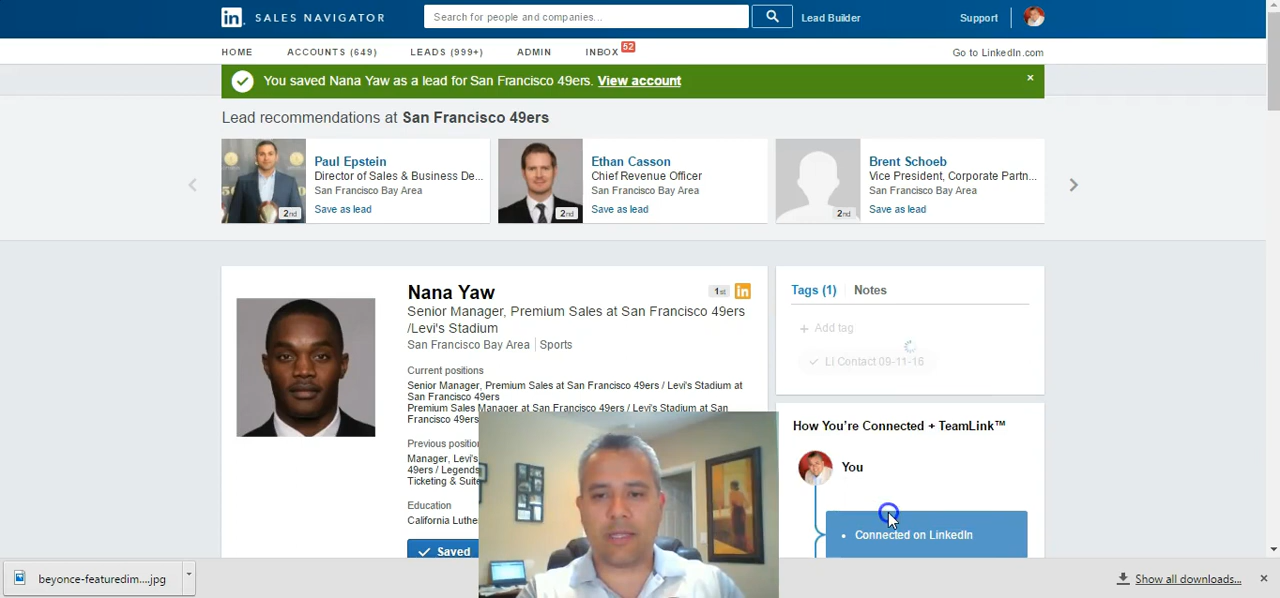 in. SALES NAVIGATOR
Search for people and companies...
Lead Builder
Support
HOME
ACCOUNTS (649)
LEADS (999+)
ADMIN
INBOX 52
Go to LinkedIn.com
You saved Nana Yaw as a lead for San Francisco 49ers. View account
×
Lead recommendations at San Francisco 49ers
Paul Epstein
Director of Sales & Business De...
San Francisco Bay Area
2nd
Save as lead
Ethan Casson
Chief Revenue Officer
San Francisco Bay Area
2nd
Save as lead
Brent Schoeb
Vice President, Corporate Partn...
San Francisco Bay Area
2nd
Save as lead
Nana Yaw
1st in
Senior Manager, Premium Sales at San Francisco 49ers
/Levi's Stadium
San Francisco Bay Area | Sports
Current positions
Senior Manager, Premium Sales at San Francisco 49ers / Levi's Stadium at
San Francisco 49ers
Premium Sales Manager at San Francisco 49ers / Levi's Stadium at San
Francisco 49ers
Previous
Manager, Levi's
49ers / Legends
Ticketing & Suite
Education
California
Saved
Tags (1)
Notes
+ Add tag
LI Contact 09-11-16
How You're Connected + TeamLink™
You
• Connected on LinkedIn
beyonce-featuredim....jpg
Show all downloads...
×